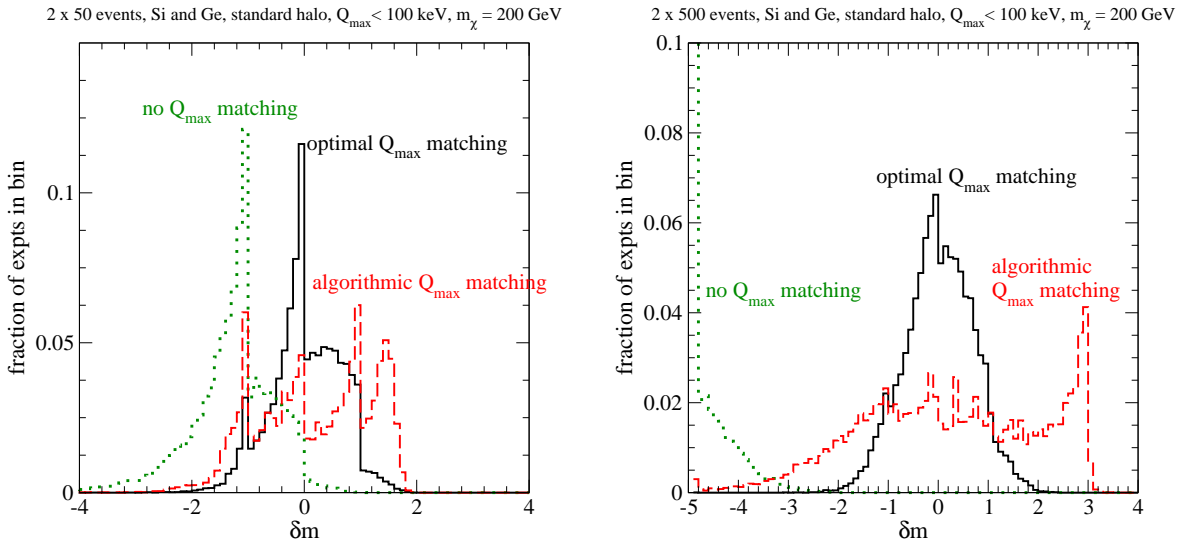 2 x 50 events, Si and Ge, standard halo, Q_max < 100 keV, m_χ = 200 GeV
no Q_max matching
optimal Q_max matching
algorithmic Q_max matching
fraction of expts in bin
0.1
0.05
0
-4 -2 0 2 4
δm
2 x 500 events, Si and Ge, standard halo, Q_max < 100 keV, m_χ = 200 GeV
0.1
0.08
0.06
0.04
0.02
0
fraction of expts in bin
optimal Q_max matching
no Q_max matching
algorithmic
Q_max matching
-5 -4 -3 -2 -1 0 1 2 3 4
δm